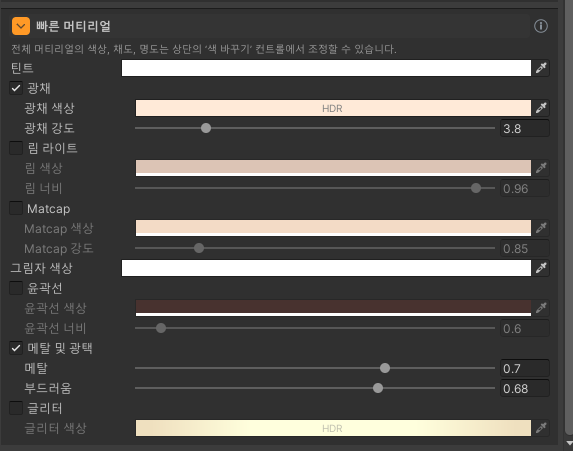 빠른 머티리얼
전체 머티리얼의 색상, 채도, 명도는 상단의 '색 바꾸기' 컨트롤에서 조정할 수 있습니다.
틴트
광채
광채 색상 HDR
광채 강도 3.8
림 라이트
림 색상
림 너비 0.96
Matcap
Matcap 색상
Matcap 강도 0.85
그림자 색상
윤곽선
윤곽선 색상
윤곽선 너비 0.6
메탈 및 광택
메탈 0.7
부드러움 0.68
글리터
글리터 색상 HDR